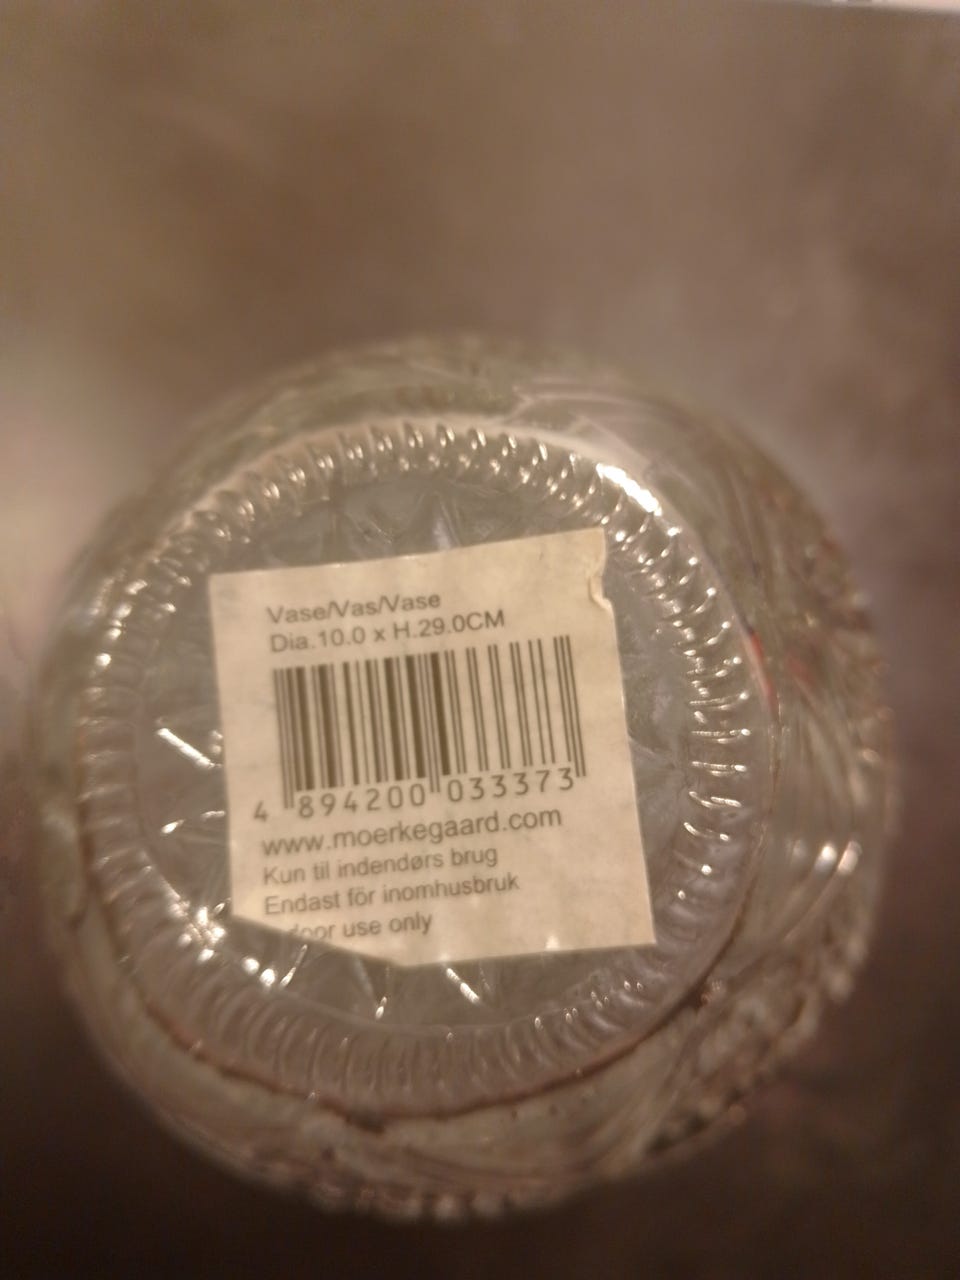 Vase/Vas/Vase
Dia.10.0 x H.29.0CM
4 894200 033373
www.moerkegaard.com
Kun til indendørs brug
Endast för inomhusbruk
door use only